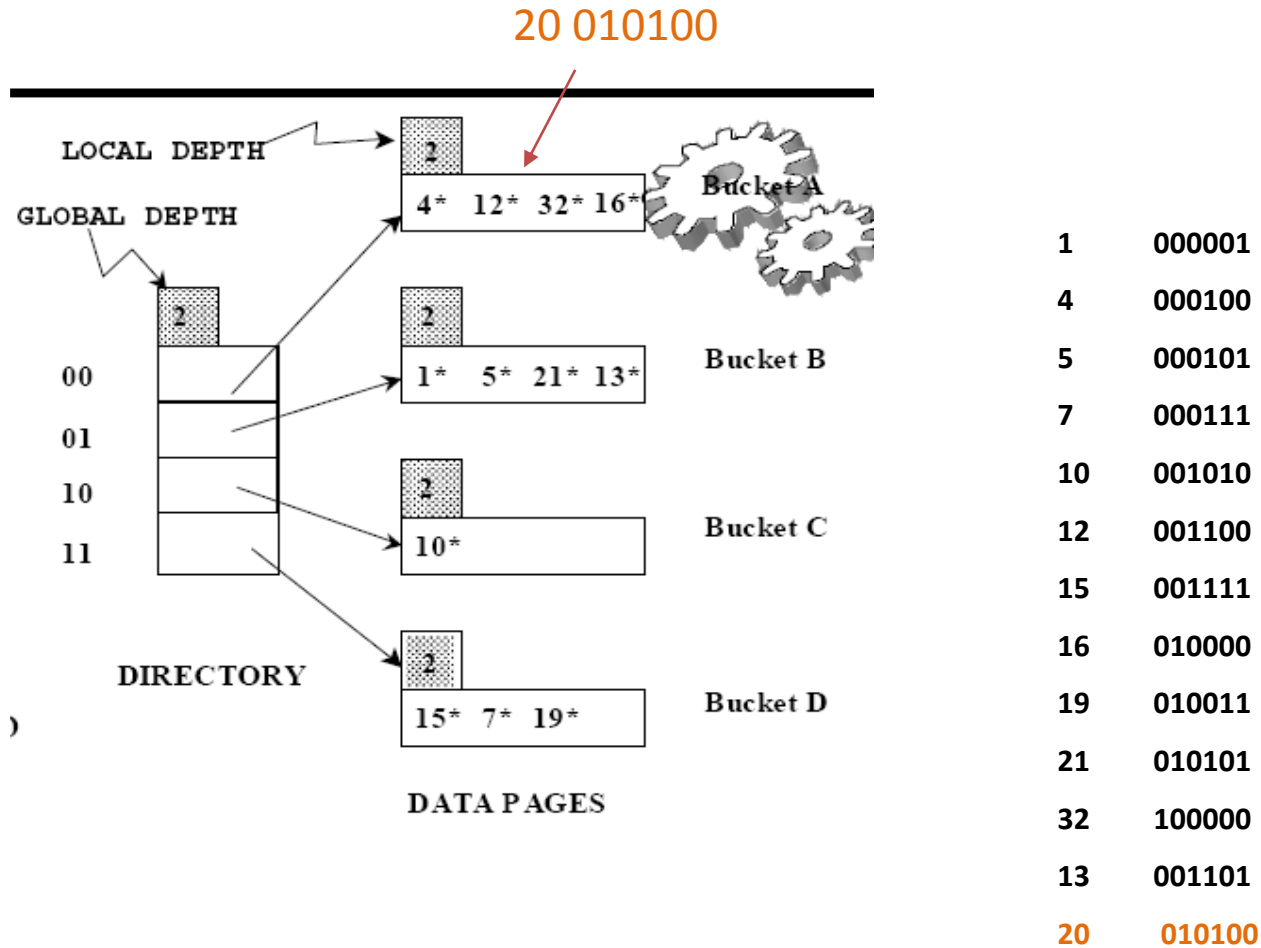 20 010100
LOCAL DEPTH
2
4* 12* 32* 16*
Bucket A
GLOBAL DEPTH
2
00
01
10
11
DIRECTORY
2
1* 5* 21* 13*
Bucket B
2
10*
Bucket C
2
15* 7* 19*
Bucket D
DATA PAGES
)
1 000001
4 000100
5 000101
7 000111
10 001010
12 001100
15 001111
16 010000
19 010011
21 010101
32 100000
13 001101
20 010100